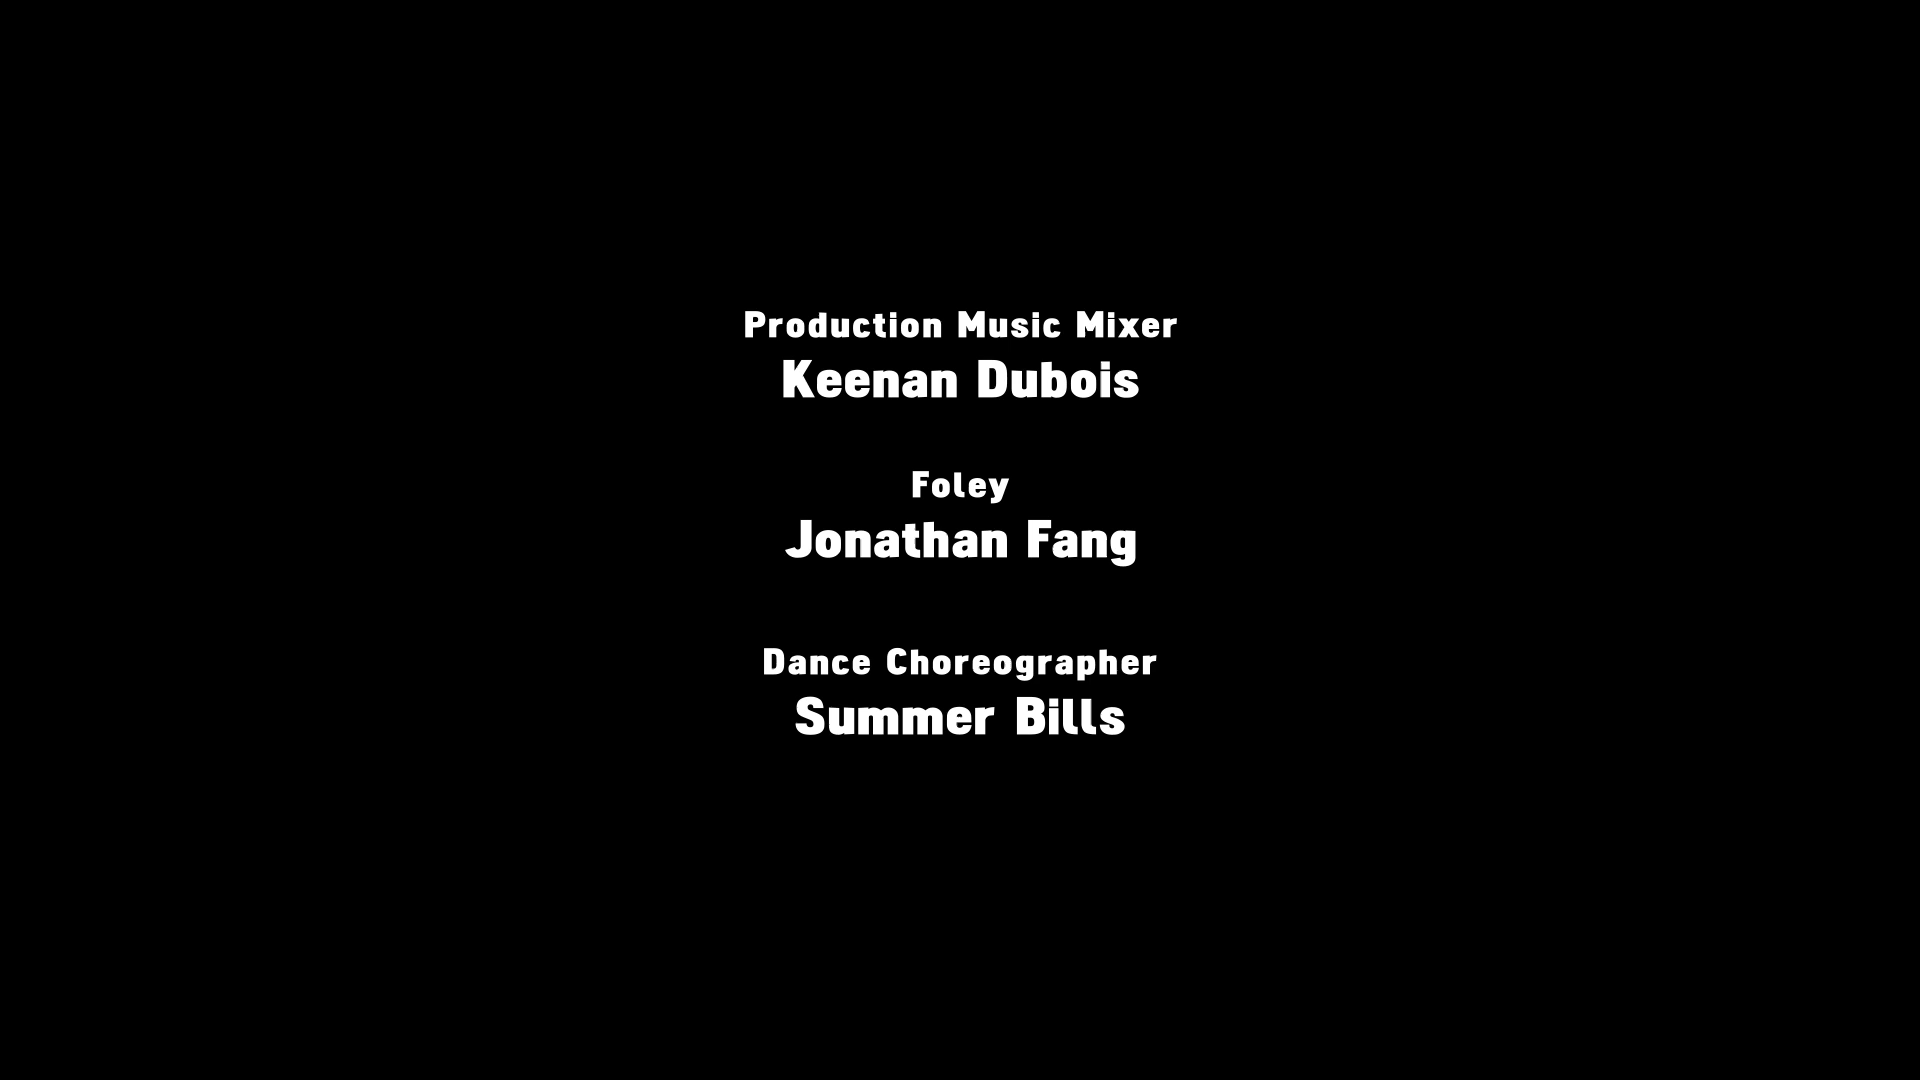 Production Music Mixer
Keenan Dubois
Foley
Jonathan Fang
Dance Choreographer
Summer Bills